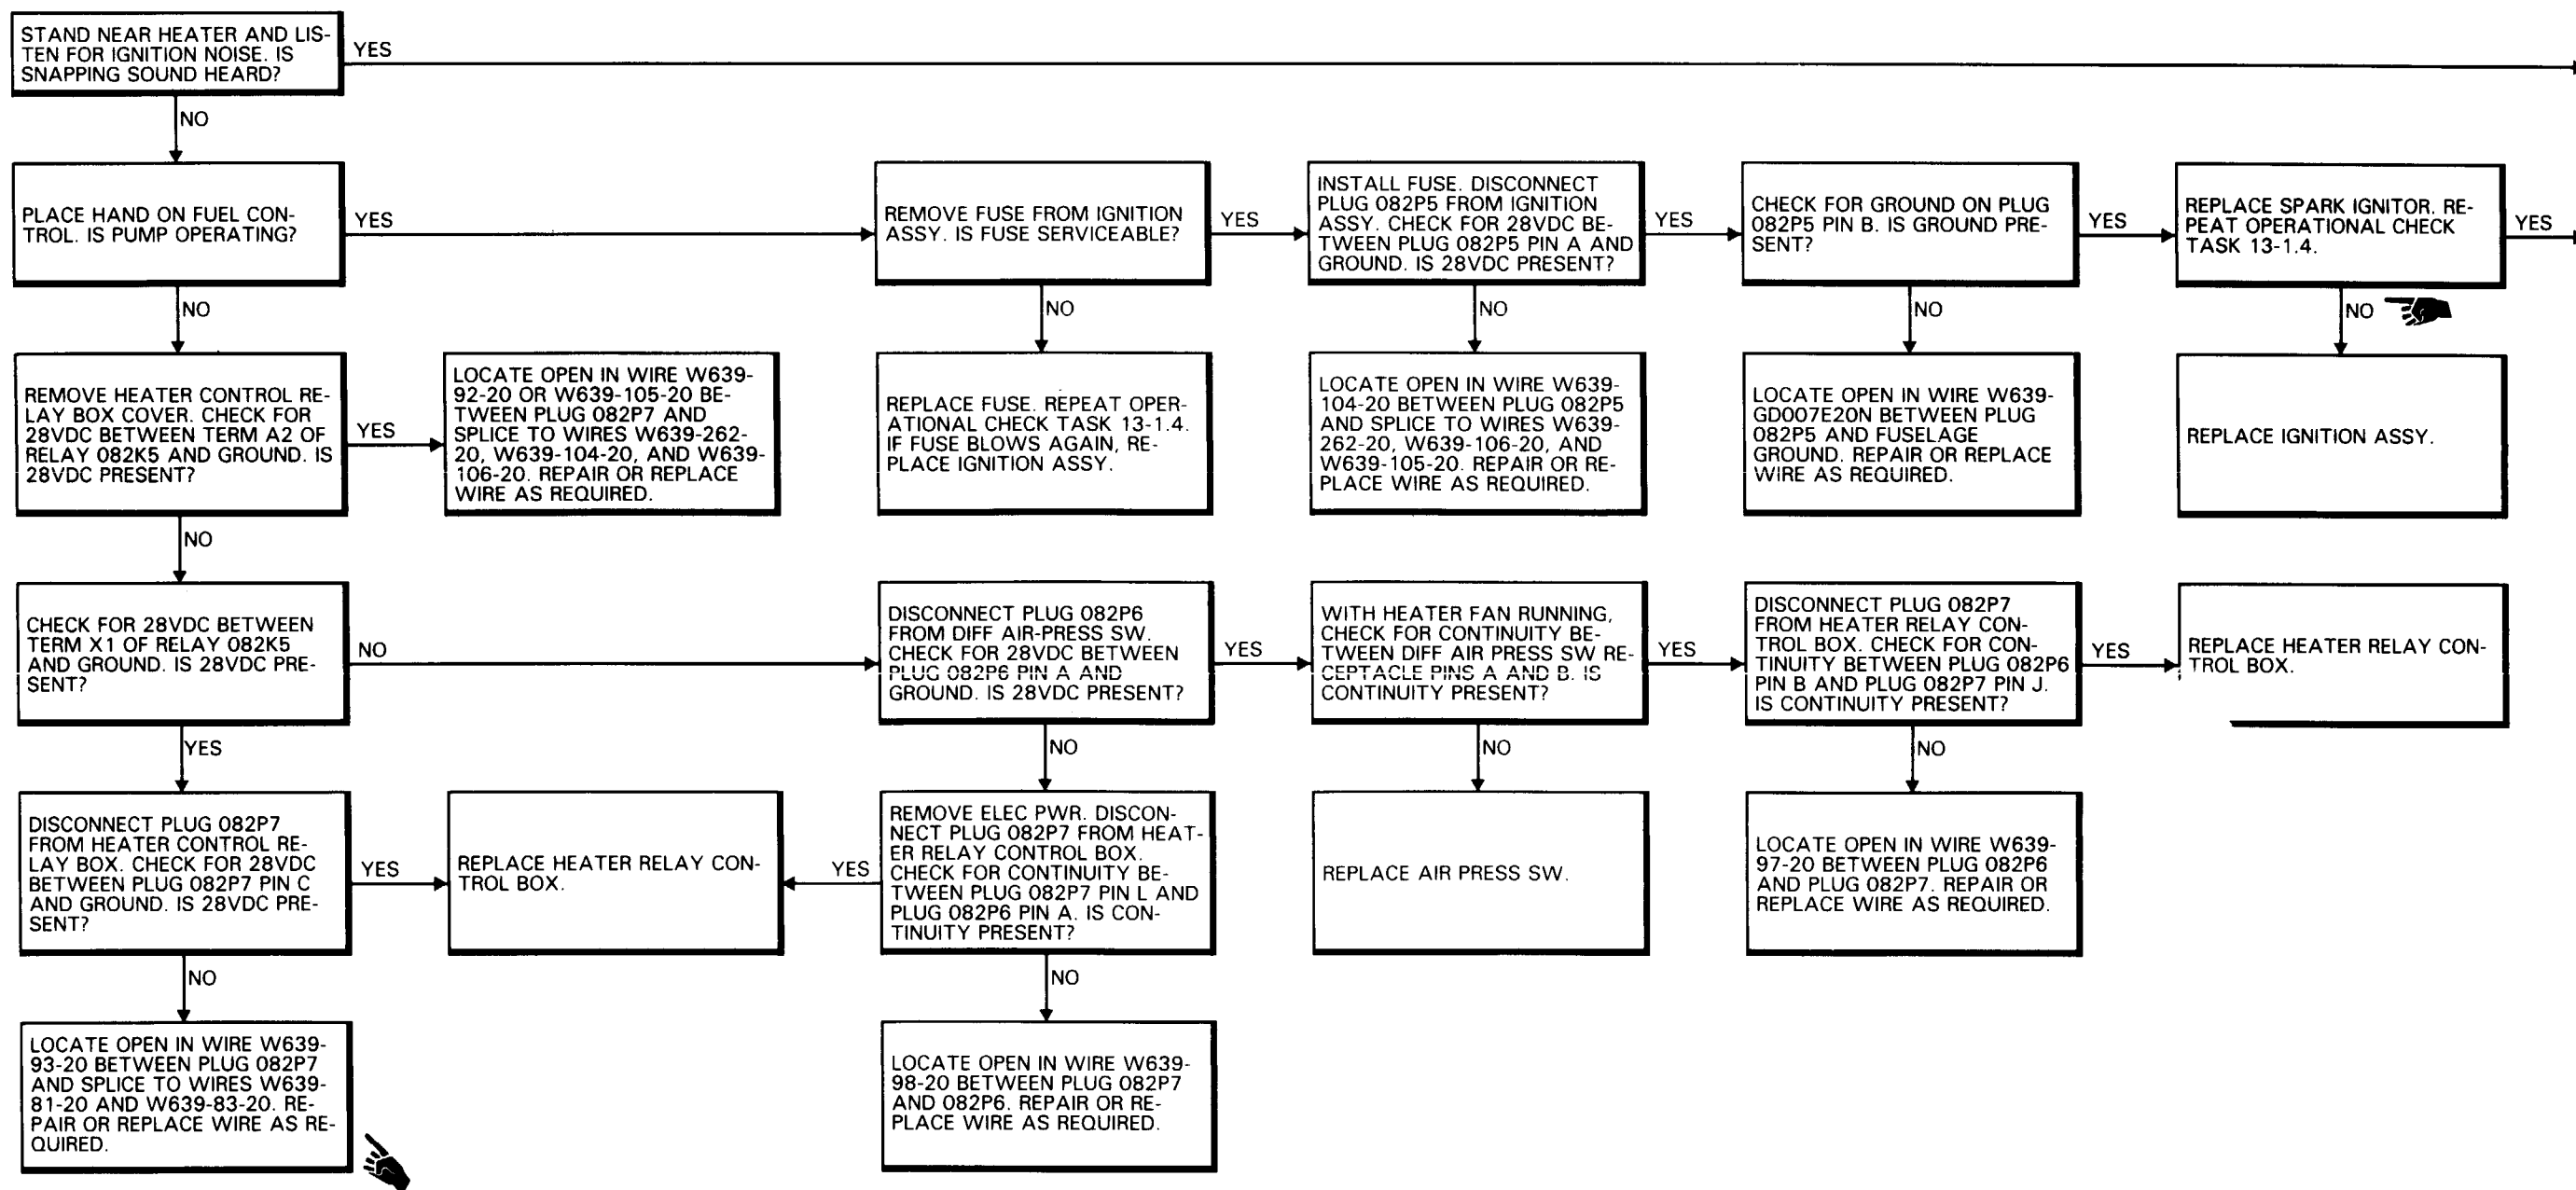 STAND NEAR HEATER AND LIS-
TEN FOR IGNITION NOISE. IS
SNAPPING SOUND HEARD?
YES
NO
PLACE HAND ON FUEL CON-
TROL. IS PUMP OPERATING?
YES
REMOVE FUSE FROM IGNITION
ASSY. IS FUSE SERVICEABLE?
YES
INSTALL FUSE. DISCONNECT
PLUG 082P5 FROM IGNITION
ASSY. CHECK FOR 28VDC BE-
TWEEN PLUG 082P5 PIN A AND
GROUND. IS 28VDC PRESENT?
YES
CHECK FOR GROUND ON PLUG
082P5 PIN B. IS GROUND PRE-
SENT?
YES
REPLACE SPARK IGNITOR. RE-
PEAT OPERATIONAL CHECK
TASK 13-1.4.
YES
NO
NO
NO
NO
NO
REMOVE HEATER CONTROL RE-
LAY BOX COVER. CHECK FOR
28VDC BETWEEN TERM A2 OF
RELAY 082K5 AND GROUND. IS
28VDC PRESENT?
YES
LOCATE OPEN IN WIRE W639-
92-20 OR W639-105-20 BE-
TWEEN PLUG 082P7 AND
SPLICE TO WIRES W639-262-
20, W639-104-20, AND W639-
106-20. REPAIR OR REPLACE
WIRE AS REQUIRED.
REPLACE FUSE. REPEAT OPER-
ATIONAL CHECK TASK 13-1.4.
IF FUSE BLOWS AGAIN, RE-
PLACE IGNITION ASSY.
LOCATE OPEN IN WIRE W639-
104-20 BETWEEN PLUG 082P5
AND SPLICE TO WIRES W639-
262-20, W639-106-20, AND
W639-105-20. REPAIR OR RE-
PLACE WIRE AS REQUIRED.
LOCATE OPEN IN WIRE W639-
GD007E20N BETWEEN PLUG
082P5 AND FUSELAGE
GROUND. REPAIR OR REPLACE
WIRE AS REQUIRED.
REPLACE IGNITION ASSY.
NO
CHECK FOR 28VDC BETWEEN
TERM X1 OF RELAY 082K5
AND GROUND. IS 28VDC PRE-
SENT?
NO
DISCONNECT PLUG 082P6
FROM DIFF AIR-PRESS SW.
CHECK FOR 28VDC BETWEEN
PLUG 082P6 PIN A AND
GROUND. IS 28VDC PRESENT?
YES
WITH HEATER FAN RUNNING,
CHECK FOR CONTINUITY BE-
TWEEN DIFF AIR PRESS SW RE-
CEPTACLE PINS A AND B. IS
CONTINUITY PRESENT?
YES
DISCONNECT PLUG 082P7
FROM HEATER RELAY CON-
TROL BOX. CHECK FOR CON-
TINUITY BETWEEN PLUG 082P6
PIN B AND PLUG 082P7 PIN J.
IS CONTINUITY PRESENT?
YES
REPLACE HEATER RELAY CON-
TROL BOX.
YES
NO
NO
NO
DISCONNECT PLUG 082P7
FROM HEATER CONTROL RE-
LAY BOX. CHECK FOR 28VDC
BETWEEN PLUG 082P7 PIN C
AND GROUND. IS 28VDC PRE-
SENT?
YES
REPLACE HEATER RELAY CON-
TROL BOX.
YES
REMOVE ELEC PWR. DISCON-
NECT PLUG 082P7 FROM HEAT-
ER RELAY CONTROL BOX.
CHECK FOR CONTINUITY BE-
TWEEN PLUG 082P7 PIN L AND
PLUG 082P6 PIN A. IS CON-
TINUITY PRESENT?
REPLACE AIR PRESS SW.
LOCATE OPEN IN WIRE W639-
97-20 BETWEEN PLUG 082P6
AND PLUG 082P7. REPAIR OR
REPLACE WIRE AS REQUIRED.
NO
NO
LOCATE OPEN IN WIRE W639-
93-20 BETWEEN PLUG 082P7
AND SPLICE TO WIRES W639-
81-20 AND W639-83-20. RE-
PAIR OR REPLACE WIRE AS RE-
QUIRED.
LOCATE OPEN IN WIRE W639-
98-20 BETWEEN PLUG 082P7
AND 082P6. REPAIR OR RE-
PLACE WIRE AS REQUIRED.